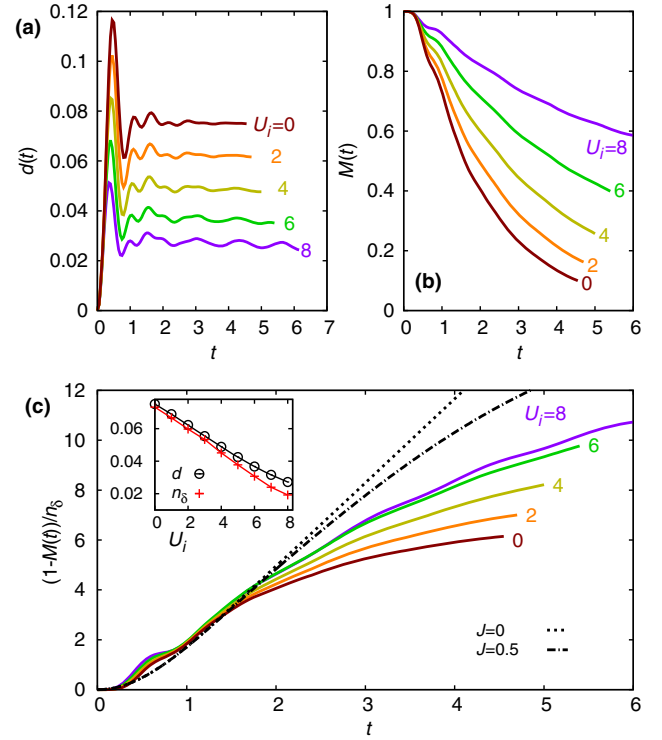 (a)
d(t)
0.12
0.1
0.08
0.06
0.04
0.02
0
0 1 2 3 4 5 6 7
t
U_i=0
2
4
6
8
M(t)
1
0.8
0.6
0.4
0.2
0
0 1 2 3 4 5 6
t
U_i=8
6
4
2
0
(b)
(c)
(1-M(t))/n_δ
12
10
8
6
4
2
0
0 1 2 3 4 5 6
t
U_i=8
6
4
2
0
0.06
0.04
0.02
0 2 4 6 8
U_i
d
n_δ
J=0
J=0.5